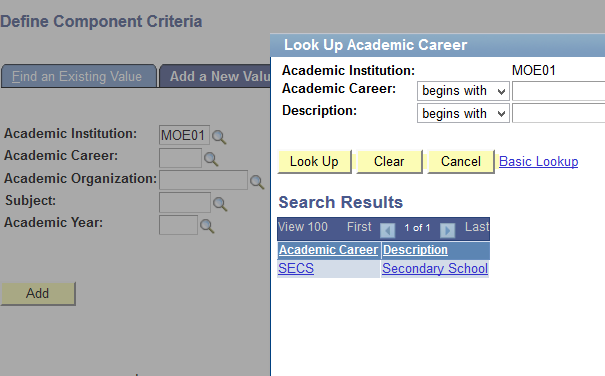 Define Component Criteria
Find an Existing Value
Add a New Valu
Academic Institution: MOE01
Academic Career:
Academic Organization:
Subject:
Academic Year:
Add
Look Up Academic Career
Academic Institution: MOE01
Academic Career: begins with
Description: begins with
Look Up Clear Cancel Basic Lookup
Search Results
View 100 First 1 of 1 Last
Academic Career Description
SECS Secondary School